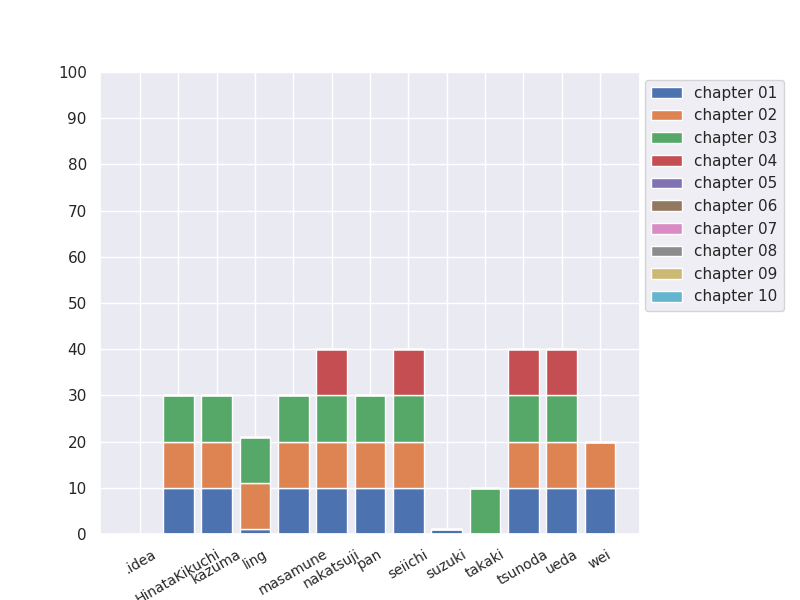 100
90
80
70
60
50
40
30
20
10
0
.idea
HinataKikuchi
kazuma
ling
masamune
nakatsuji
pan
seiichi
suzuki
takaki
tsunoda
ueda
wei
chapter 01
chapter 02
chapter 03
chapter 04
chapter 05
chapter 06
chapter 07
chapter 08
chapter 09
chapter 10